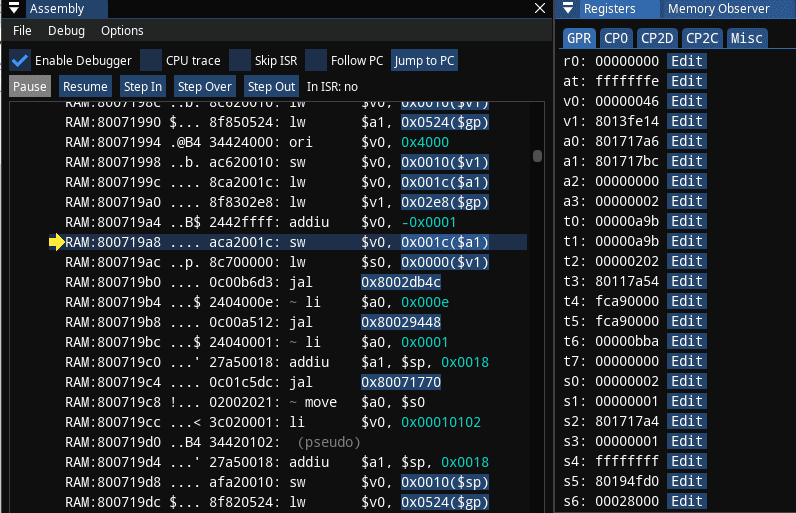 Assembly
File Debug Options
Enable Debugger CPU trace Skip ISR Follow PC Jump to PC
Pause Resume Step In Step Over Step Out In ISR: no
RAM:8007198c ..b. 8c620010: lw $v0, 0x0010($v1)
RAM:80071990 $... 8f850524: lw $a1, 0x0524($gp)
RAM:80071994 .@B4 34424000: ori $v0, 0x4000
RAM:80071998 ..b. ac620010: sw $v0, 0x0010($v1)
RAM:8007199c .... 8ca2001c: lw $v0, 0x001c($a1)
RAM:800719a0 .... 8f8302e8: lw $v1, 0x02e8($gp)
RAM:800719a4 ..B$ 2442ffff: addiu $v0, -0x0001
RAM:800719a8 .... aca2001c: sw $v0, 0x001c($a1)
RAM:800719ac ..p. 8c700000: lw $s0, 0x0000($v1)
RAM:800719b0 .... 0c00b6d3: jal 0x8002db4c
RAM:800719b4 ...$ 2404000e: ~ li $a0, 0x000e
RAM:800719b8 .... 0c00a512: jal 0x80029448
RAM:800719bc ...$ 24040001: ~ li $a0, 0x0001
RAM:800719c0 ...' 27a50018: addiu $a1, $sp, 0x0018
RAM:800719c4 .... 0c01c5dc: jal 0x80071770
RAM:800719c8 !... 02002021: ~ move $a0, $s0
RAM:800719cc ...< 3c020001: li $v0, 0x00010102
RAM:800719d0 ..B4 34420102: (pseudo)
RAM:800719d4 ...' 27a50018: addiu $a1, $sp, 0x0018
RAM:800719d8 .... afa20010: sw $v0, 0x0010($sp)
RAM:800719dc $... 8f820524: lw $v0, 0x0524($gp)
Registers Memory Observer
GPR CP0 CP2D CP2C Misc
r0: 00000000 Edit
at: fffffffe Edit
v0: 00000046 Edit
v1: 8013fe14 Edit
a0: 801717a6 Edit
a1: 801717bc Edit
a2: 00000000 Edit
a3: 00000002 Edit
t0: 00000a9b Edit
t1: 00000a9b Edit
t2: 00000202 Edit
t3: 80117a54 Edit
t4: fca90000 Edit
t5: fca90000 Edit
t6: 00000bba Edit
t7: 00000000 Edit
s0: 00000002 Edit
s1: 00000001 Edit
s2: 801717a4 Edit
s3: 00000001 Edit
s4: ffffffff Edit
s5: 80194fd0 Edit
s6: 00028000 Edit